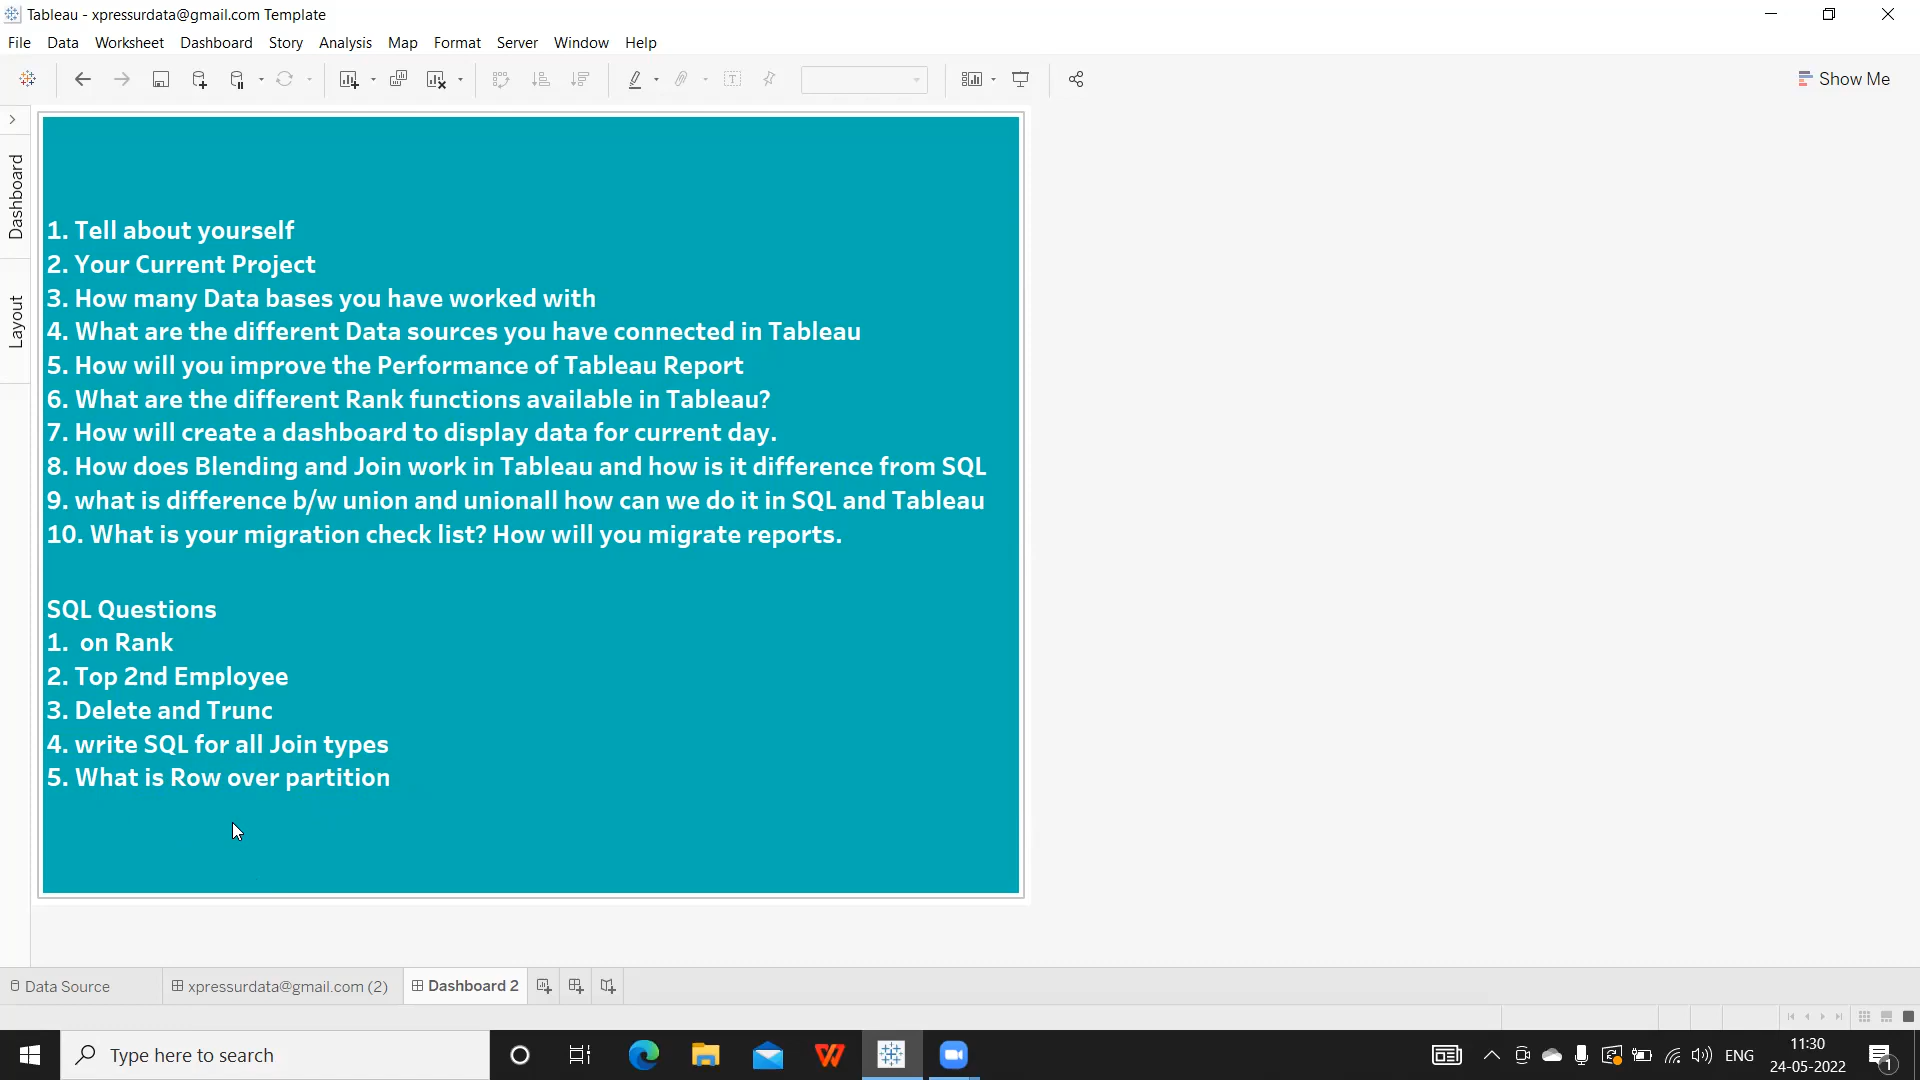 Tableau - xpressurdata@gmail.com Template
File Data Worksheet Dashboard Story Analysis Map Format Server Window Help
Show Me
Dashboard
Layout
1. Tell about yourself
2. Your Current Project
3. How many Data bases you have worked with
4. What are the different Data sources you have connected in Tableau
5. How will you improve the Performance of Tableau Report
6. What are the different Rank functions available in Tableau?
7. How will create a dashboard to display data for current day.
8. How does Blending and Join work in Tableau and how is it difference from SQL
9. what is difference b/w union and unionall how can we do it in SQL and Tableau
10. What is your migration check list? How will you migrate reports.
SQL Questions
1. on Rank
2. Top 2nd Employee
3. Delete and Trunc
4. write SQL for all Join types
5. What is Row over partition
Data Source xpressurdata@gmail.com (2) Dashboard 2
Type here to search
ENG
11:30
24-05-2022
1